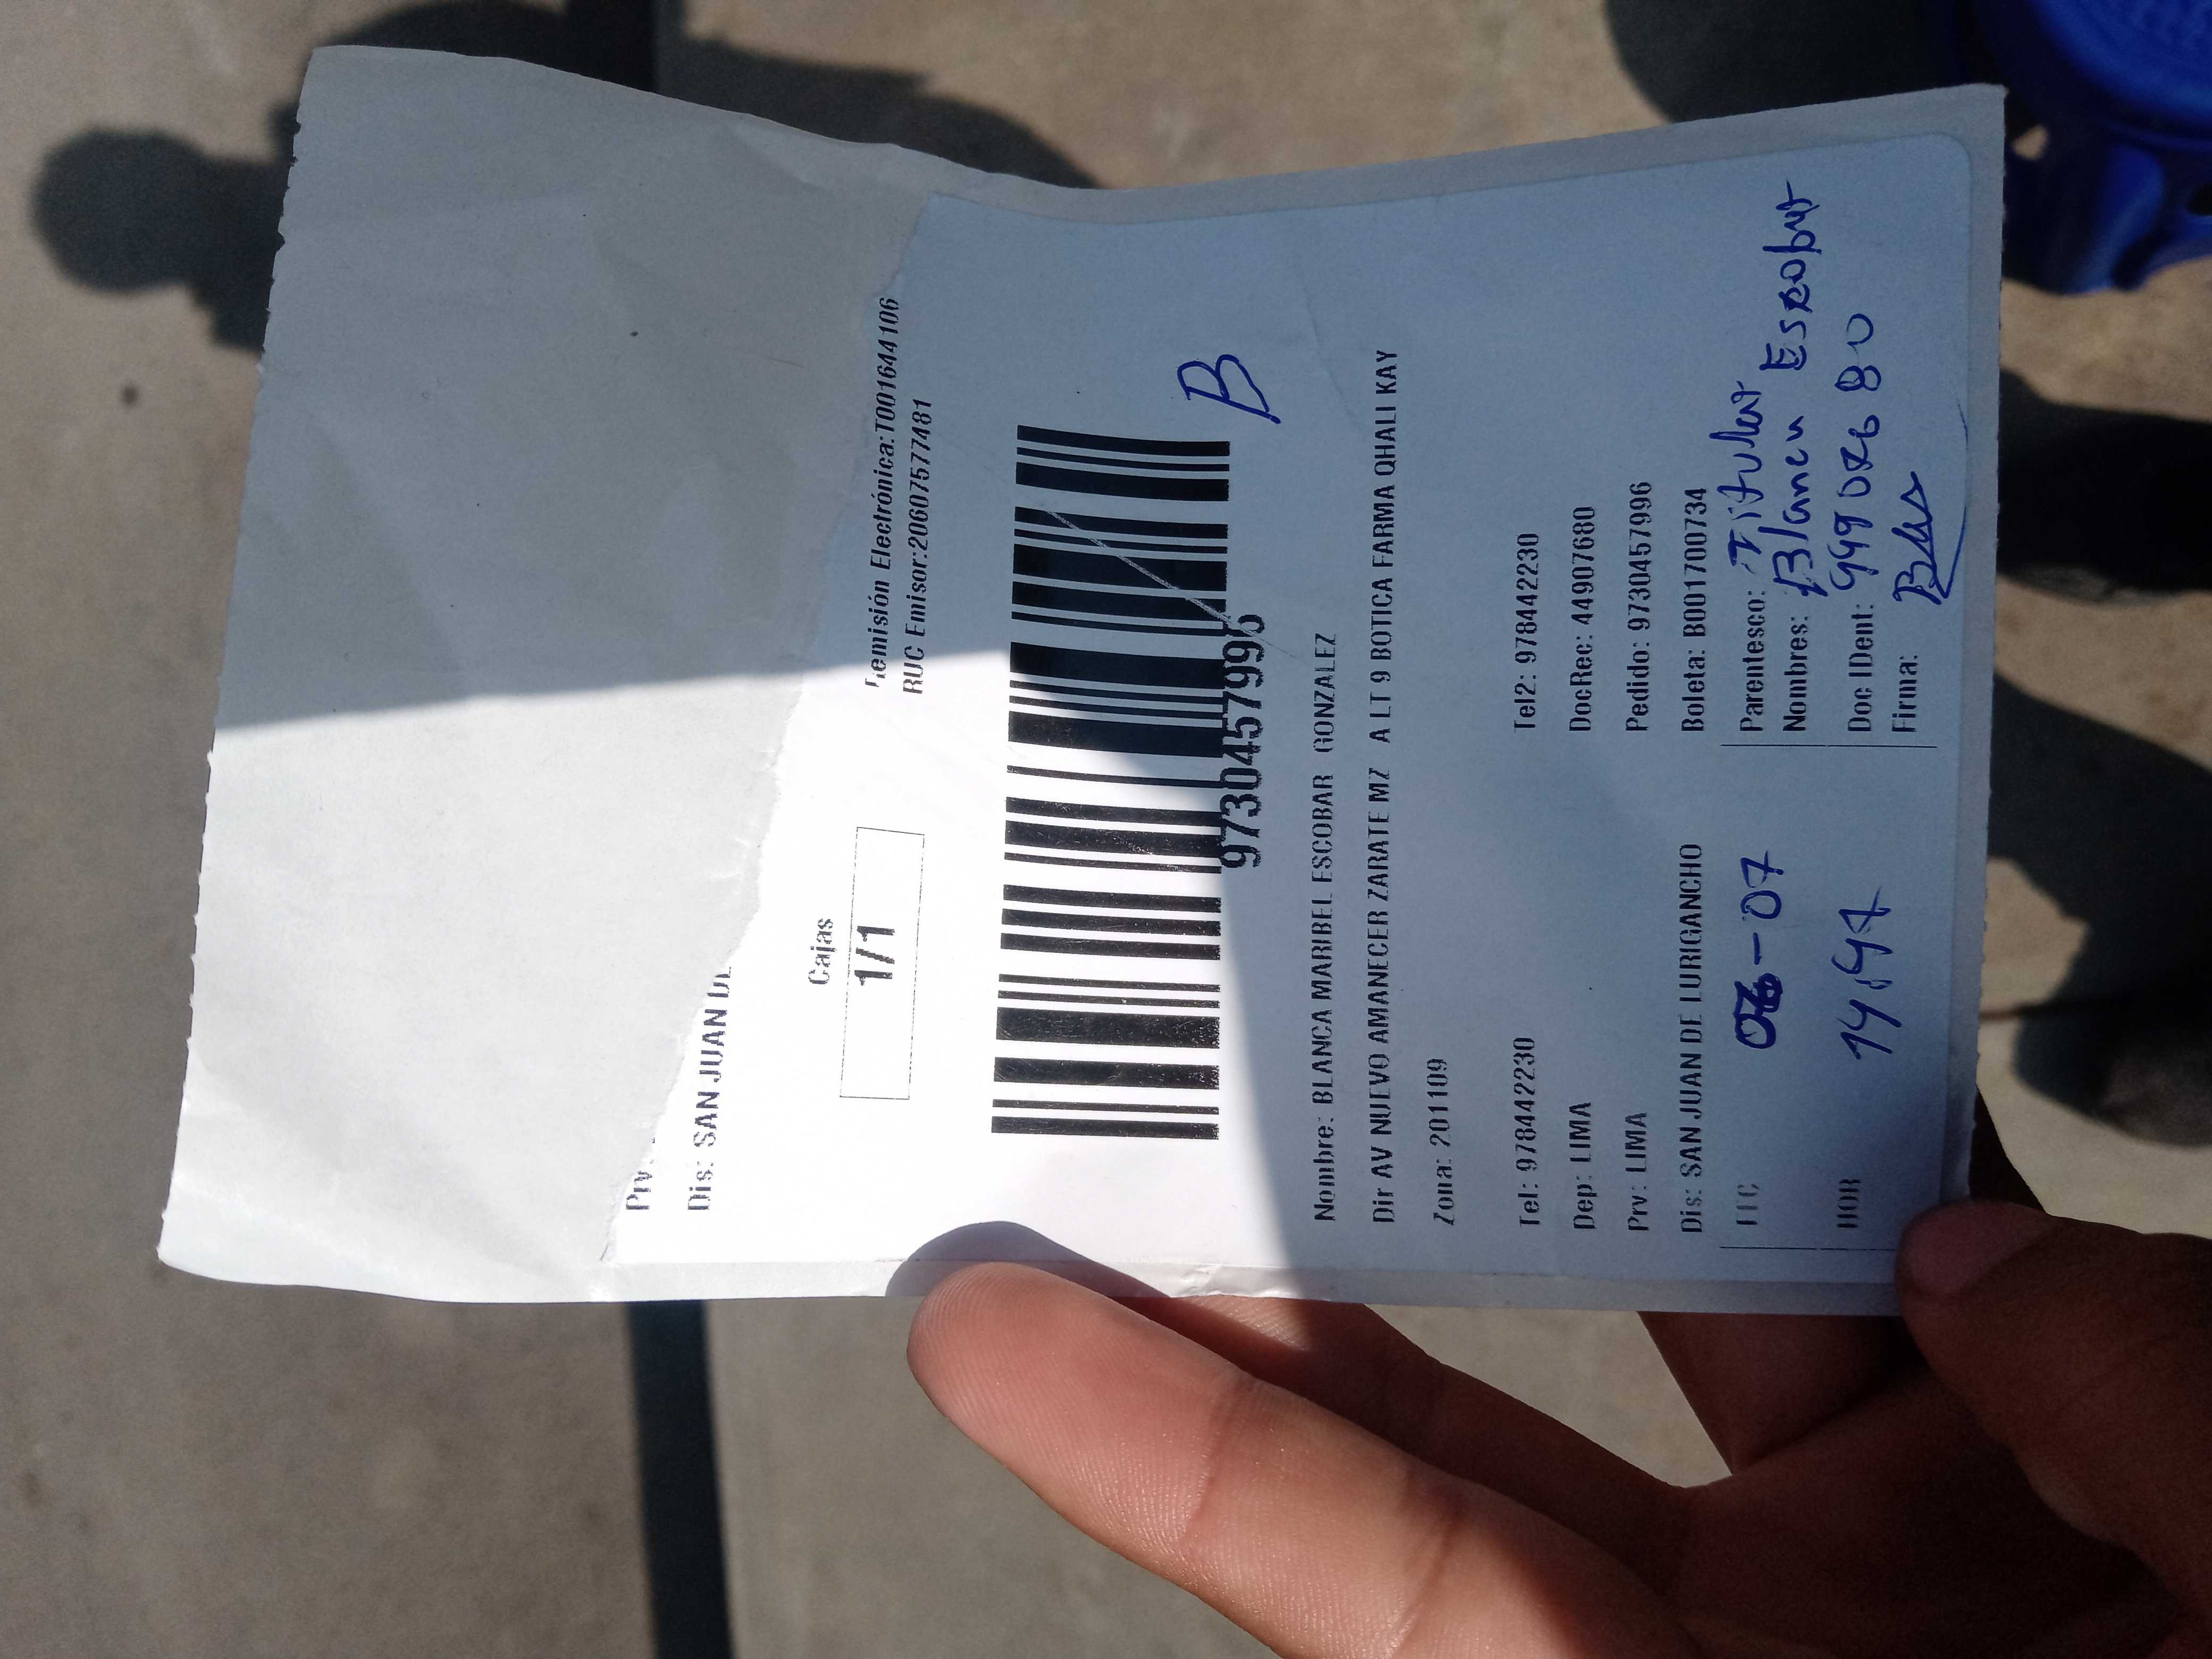 Prv:
Dis: SAN JUAN DE
Cajas
1/1
Remisión Electrónica:T001644106
RUC Emisor:20607577481
9730457996
B
Nombre: BLANCA MARIBEL ESCOBAR GONZALEZ
Dir AV NUEVO AMANECER ZARATE MZ A LT 9 BOTICA FARMA QHALI KAY
Zona: 201109
Tel: 978442230 Tel2: 978442230
Dep: LIMA DocRec: 44907680
Prv: LIMA Pedido: 9730457996
Dis: SAN JUAN DE LURIGANCHO Boleta: B001700734
FEC 06-07 Parentesco: Titular
Nombres: Blanca Escobar
HOR Doc IDent:
Firma: